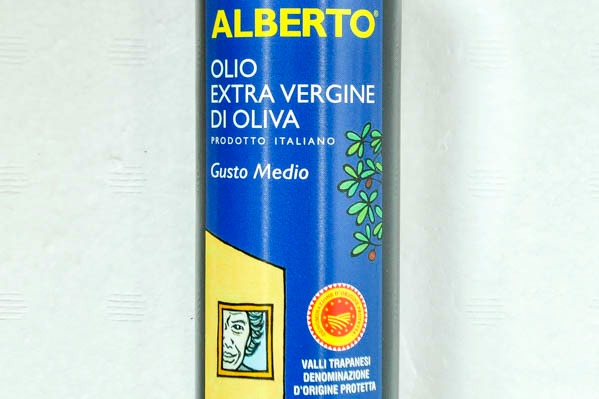 ALBERTO®
OLIO
EXTRA VERGINE
DI OLIVA
PRODOTTO ITALIANO
Gusto Medio
VALLI TRAPANESI
DENOMINAZIONE
D'ORIGINE PROTETTA